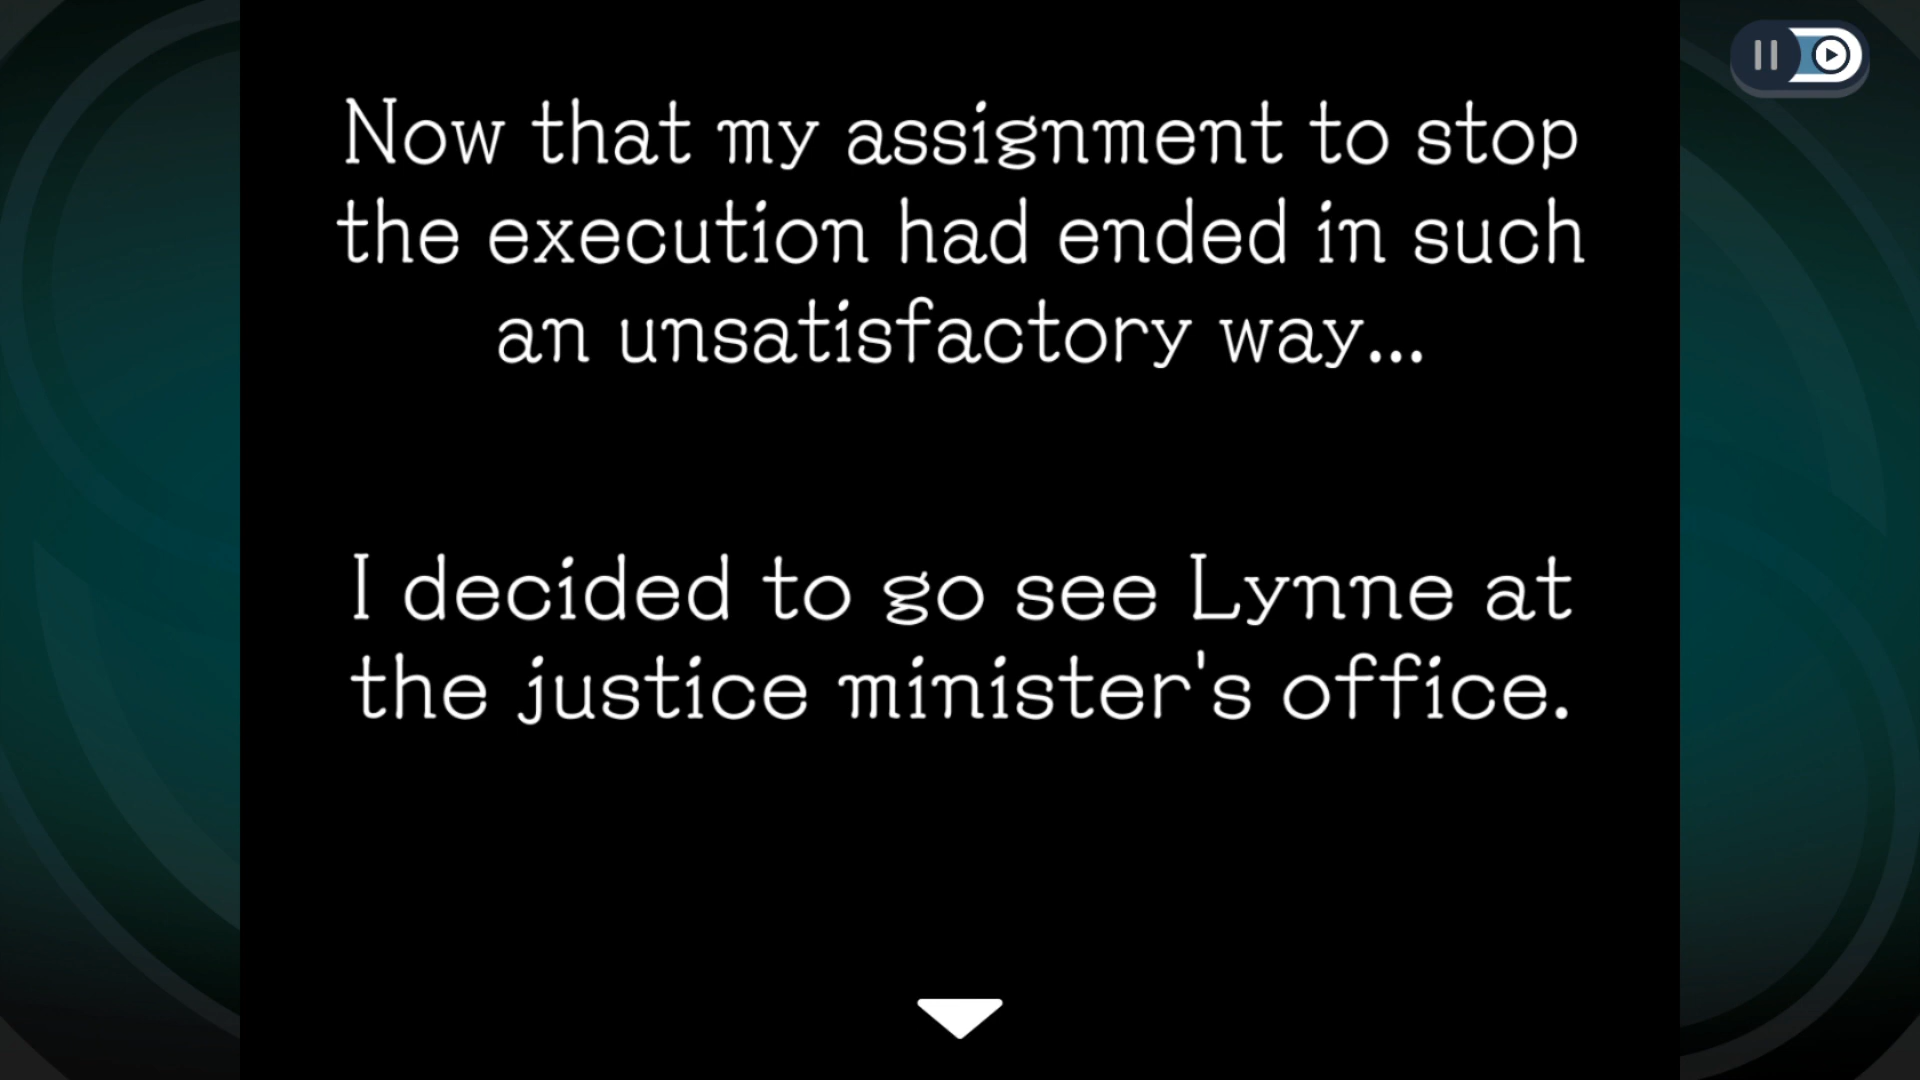 Now that my assignment to stop
the execution had ended in such
an unsatisfactory way...
I decided to go see Lynne at
the justice minister's office.